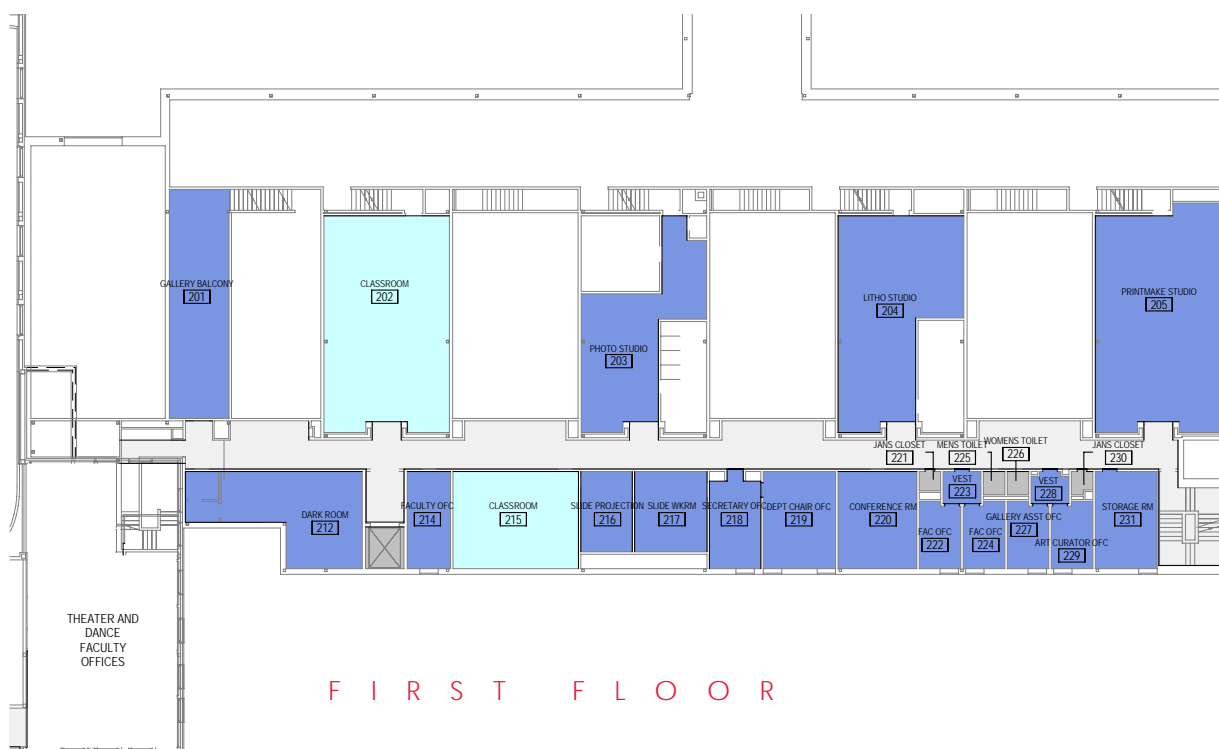 GALLERY BALCONY
201
CLASSROOM
202
PHOTO STUDIO
203
LITHO STUDIO
204
PRINTMAKE STUDIO
205
JANS CLOSET
221
MENS TOILET
225
WOMENS TOILET
226
JANS CLOSET
230
DARK ROOM
212
FACULTY OFC
214
CLASSROOM
215
SLIDE PROJECTION
216
SLIDE WKRM
217
SECRETARY OFC
218
DEPT CHAIR OFC
219
CONFERENCE RM
220
FAC OFC
222
VEST
223
FAC OFC
224
GALLERY ASST OFC
227
VEST
228
ART CURATOR OFC
229
STORAGE RM
231
THEATER AND
DANCE
FACULTY
OFFICES
FIRST FLOOR